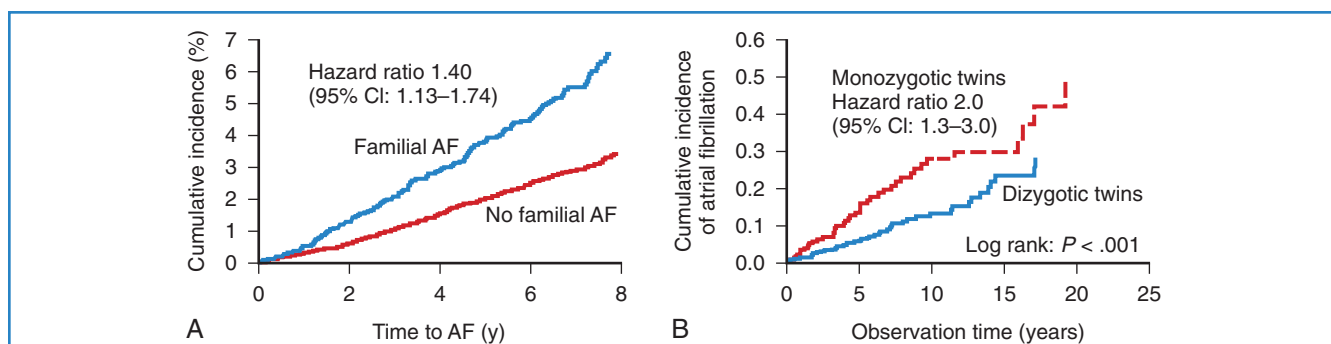 Cumulative incidence (%)
7
6
5
4
3
2
1
0
Hazard ratio 1.40
(95% CI: 1.13–1.74)
Familial AF
No familial AF
0 2 4 6 8
Time to AF (y)
A
Cumulative incidence
of atrial fibrillation
0.6
0.5
0.4
0.3
0.2
0.1
0.0
Monozygotic twins
Hazard ratio 2.0
(95% CI: 1.3–3.0)
Dizygotic twins
Log rank: P < .001
0 5 10 15 20 25
Observation time (years)
B